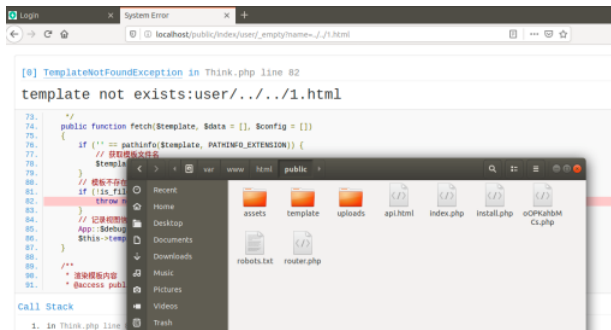 Login
System Error
localhost/public/index/user/_empty?name=../../1.html
[0] TemplateNotFoundException in Think.php line 82
template not exists:user/../../1.html
73. */
74. public function fetch($template, $data = [], $config = [])
75. {
76. if ('' == pathinfo($template, PATHINFO_EXTENSION)) {
77. // 获取模板文件名
78. $templa
79. }
80. // 模板不存在
81. if (!is_fil
82. throw n
83. }
84. // 记录视图信
85. App::$debug
86. $this->temp
87. }
88.
89. /**
90. * 渲染模板内容
91. * @access publ
Call Stack
1. in Think.php line
var www html public
Recent
Home
Desktop
Documents
Downloads
Music
Pictures
Videos
Trash
assets template uploads api.html index.php install.php oOPKahbM
Cs.php
robots.txt router.php